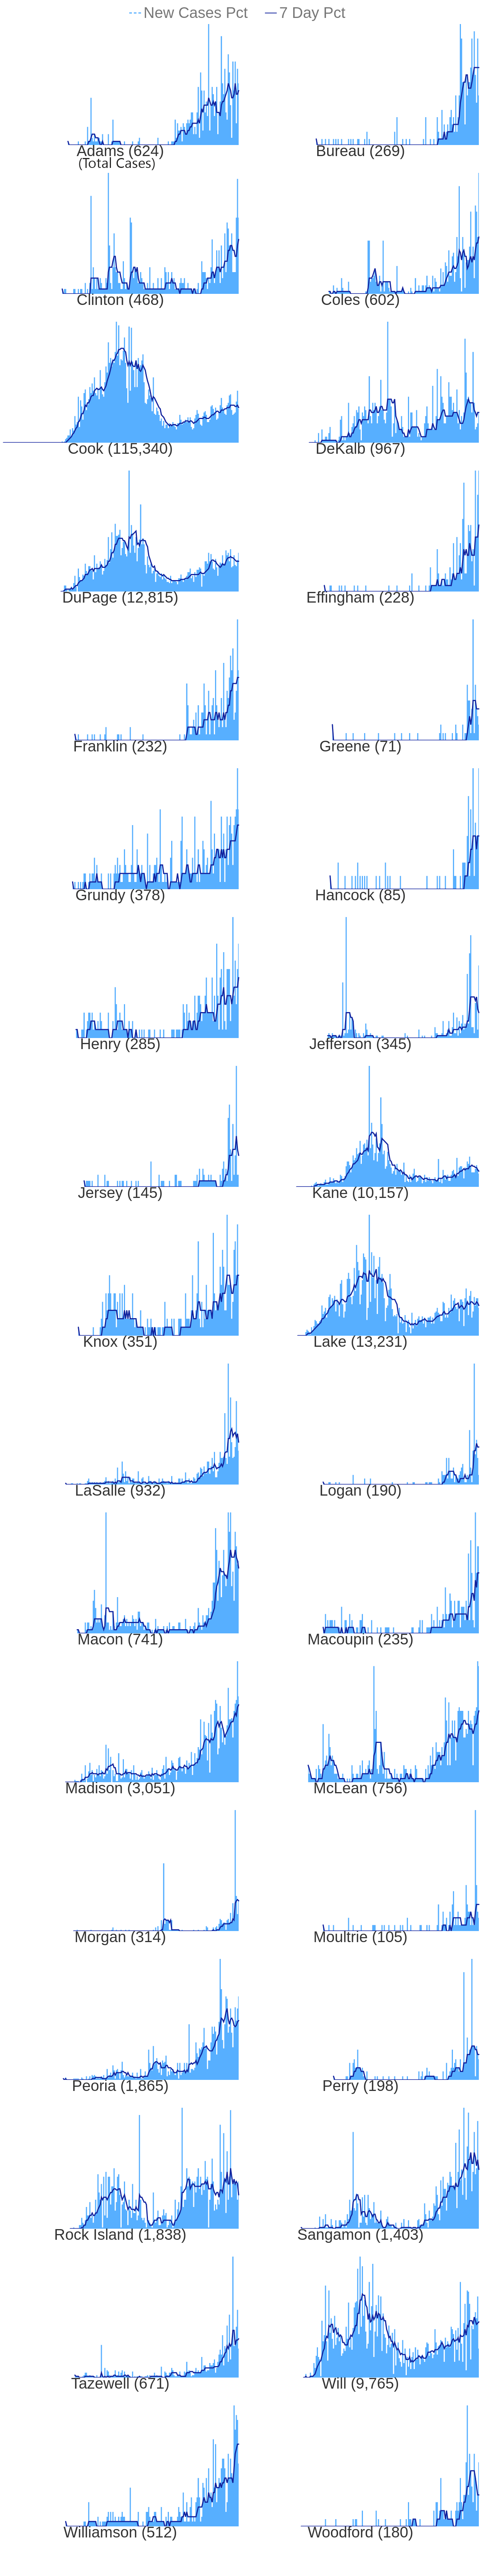 New Cases Pct 7 Day Pct
Adams (624) Bureau (269)
(Total Cases)
Clinton (468) Coles (602)
Cook (115,340) DeKalb (967)
DuPage (12,815) Effingham (228)
Franklin (232) Greene (71)
Grundy (378) Hancock (85)
Henry (285) Jefferson (345)
Jersey (145) Kane (10,157)
Knox (351) Lake (13,231)
LaSalle (932) Logan (190)
Macon (741) Macoupin (235)
Madison (3,051) McLean (756)
Morgan (314) Moultrie (105)
Peoria (1,865) Perry (198)
Rock Island (1,838) Sangamon (1,403)
Tazewell (671) Will (9,765)
Williamson (512) Woodford (180)